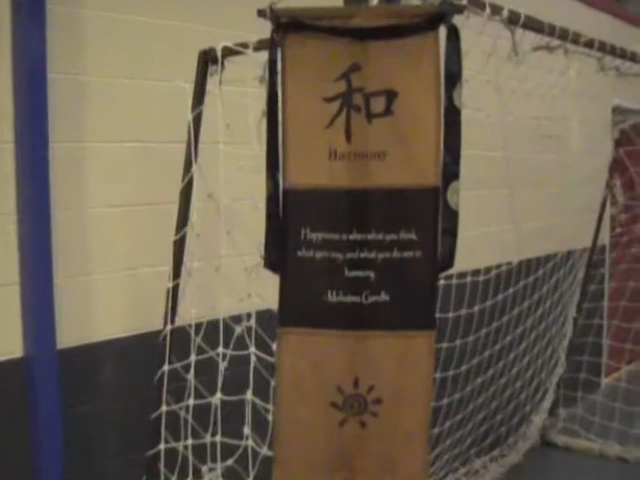 和
Harmony
Happiness is when what you think,
what you say, and what you do are in
harmony.
-Mahatma Gandhi